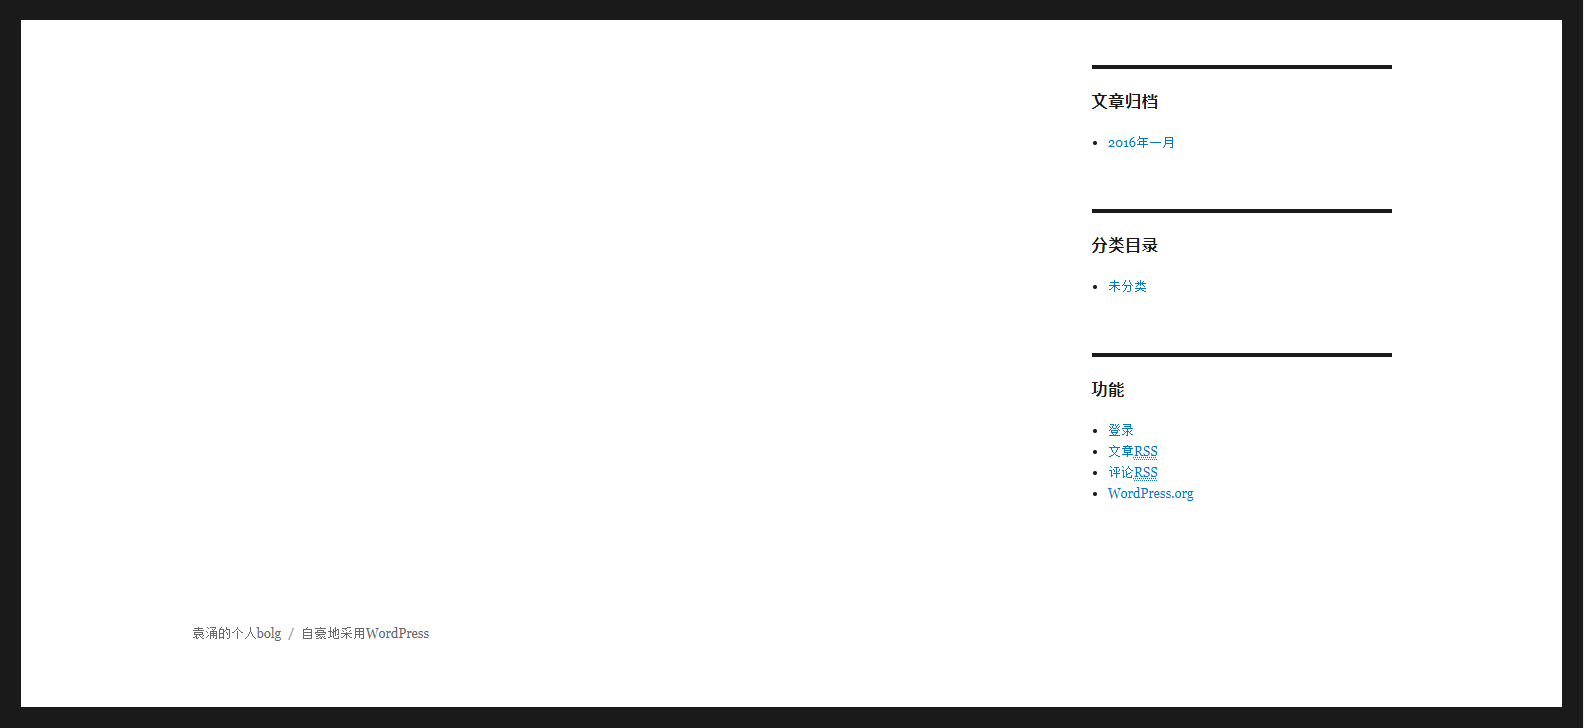 文章归档
2016年一月
分类目录
未分类
功能
登录
文章RSS
评论RSS
WordPress.org
袁涌的个人bolg / 自豪地采用WordPress